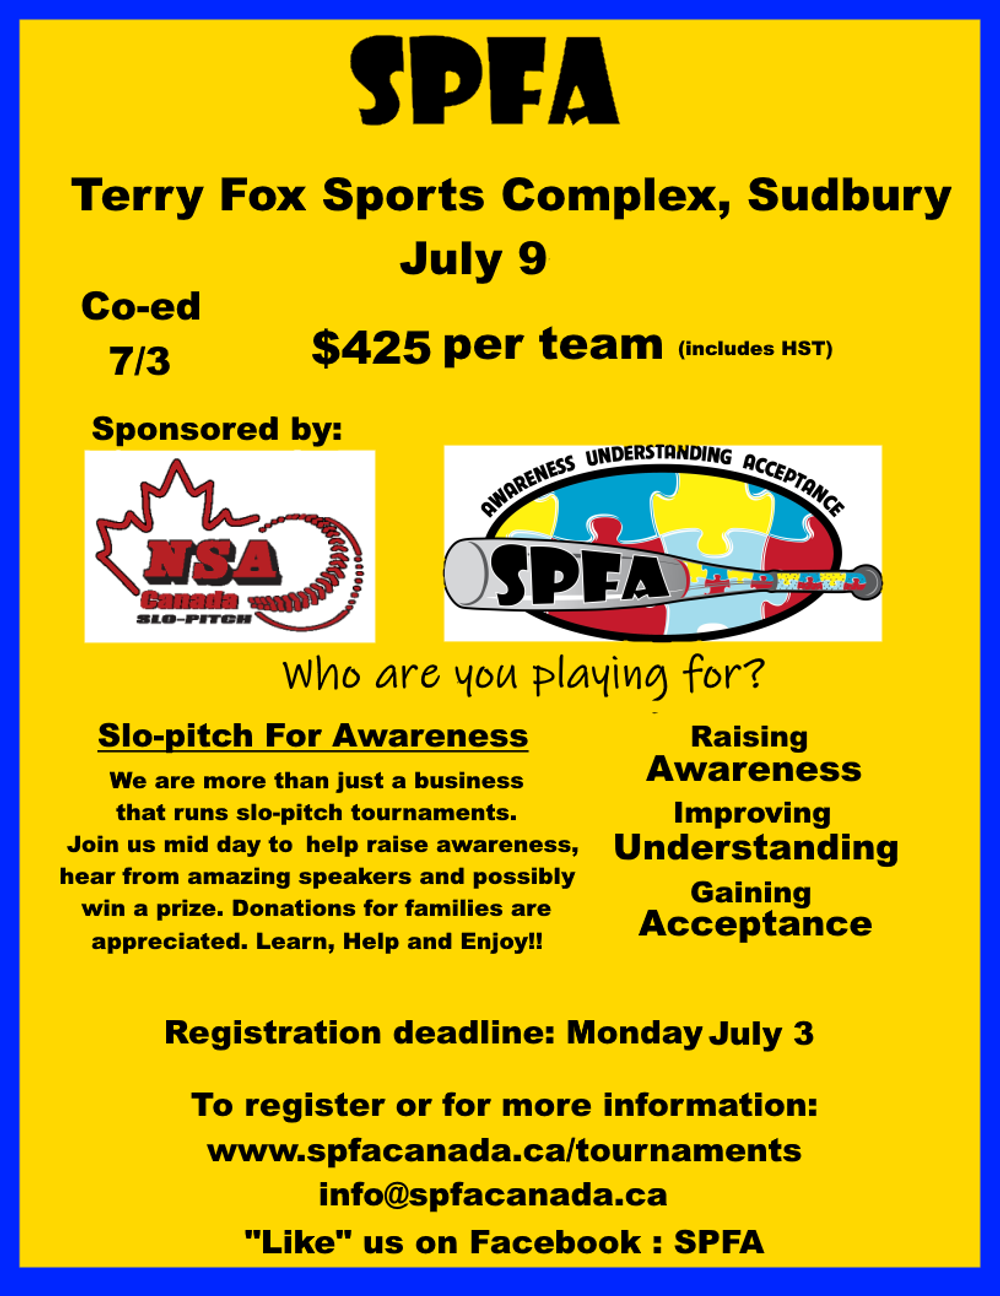 SPFA
Terry Fox Sports Complex, Sudbury
July 9
Co-ed
7/3
$425 per team (includes HST)
Sponsored by:
NSA
Canada
SLO-PITCH
AWARENESS UNDERSTANDING ACCEPTANCE
SPFA
Who are you playing for?
Slo-pitch For Awareness
We are more than just a business
that runs slo-pitch tournaments.
Join us mid day to help raise awareness,
hear from amazing speakers and possibly
win a prize. Donations for families are
appreciated. Learn, Help and Enjoy!!
Raising
Awareness
Improving
Understanding
Gaining
Acceptance
Registration deadline: Monday July 3
To register or for more information:
www.spfacanada.ca/tournaments
info@spfacanada.ca
"Like" us on Facebook : SPFA